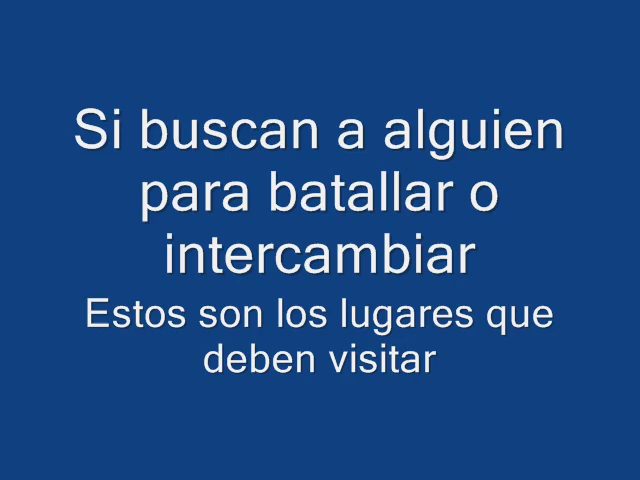 Si buscan a alguien
para batallar o
intercambiar
Estos son los lugares que
deben visitar